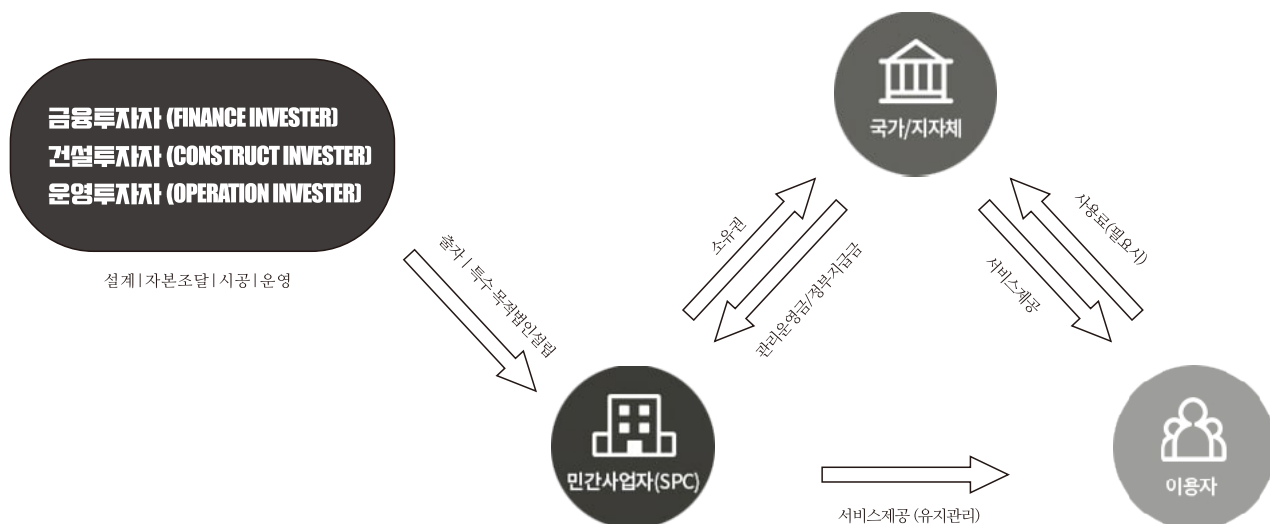 금융투자자 (FINANCE INVESTER)
건설투자자 (CONSTRUCT INVESTER)
운영투자자 (OPERATION INVESTER)
설계|자본조달|시공|운영
출자 | 특수 목적법인설립
국가/지자체
소유권
관리운영금/정부지급금
사용료(필요시)
서비스제공
민간사업자(SPC)
서비스제공 (유지관리)
이용자